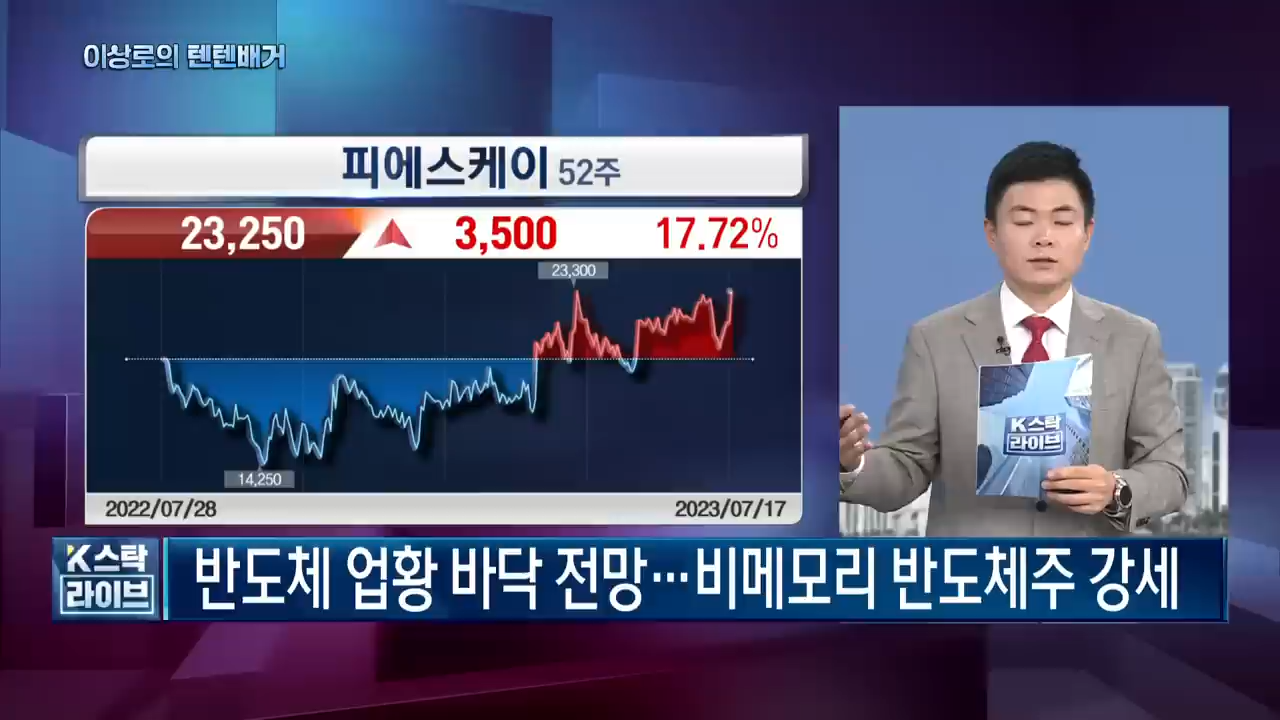 이상로의 텐텐배거
피에스케이 52주
23,250 ▲ 3,500 17.72%
23,300
14,250
2022/07/28 2023/07/17
K스탁
라이브
K스탁
라이브
반도체 업황 바닥 전망…비메모리 반도체주 강세